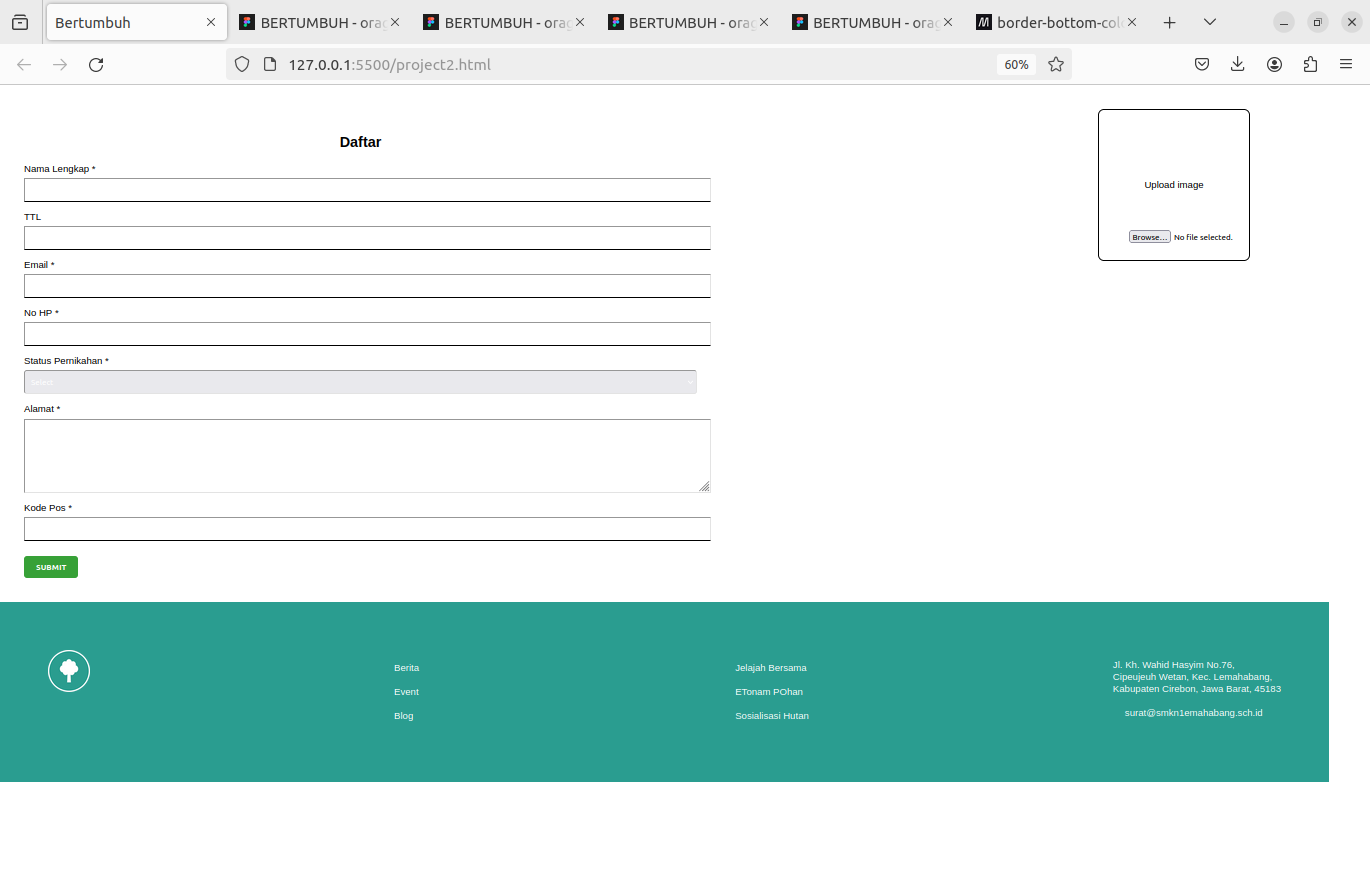 Bertumbuh
BERTUMBUH - orag
BERTUMBUH - orag
BERTUMBUH - orag
BERTUMBUH - orag
border-bottom-colo
127.0.0.1:5500/project2.html
60%
Daftar
Nama Lengkap *
TTL
Email *
No HP *
Status Pernikahan *
Select
Alamat *
Kode Pos *
SUBMIT
Upload image
Browse... No file selected.
Berita
Event
Blog
Jelajah Bersama
ETonam POhan
Sosialisasi Hutan
Jl. Kh. Wahid Hasyim No.76,
Cipeujeuh Wetan, Kec. Lemahabang,
Kabupaten Cirebon, Jawa Barat, 45183
surat@smkn1emahabang.sch.id